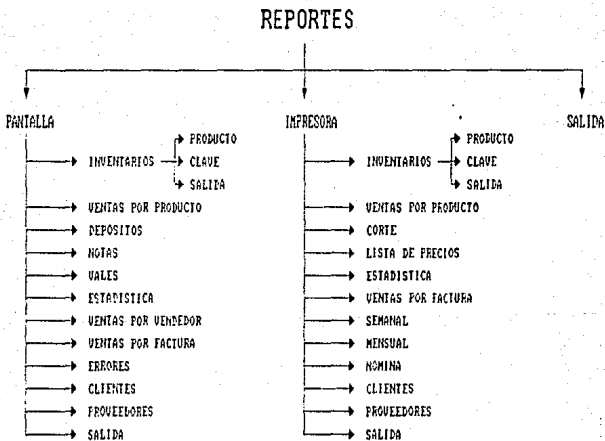 REPORTES
PANTALLA IMPRESORA SALIDA
PRODUCTO PRODUCTO
INVENTARIOS CLAVE INVENTARIOS CLAVE
SALIDA SALIDA
VENTAS POR PRODUCTO VENTAS POR PRODUCTO
DEPOSITOS CORTE
NOTAS LISTA DE PRECIOS
VALES ESTADISTICA
ESTADISTICA VENTAS POR FACTURA
VENTAS POR VENDEDOR SEMANAL
VENTAS POR FACTURA MENSUAL
ERRORES NOMINA
CLIENTES CLIENTES
PROVEEDORES PROVEEDORES
SALIDA SALIDA